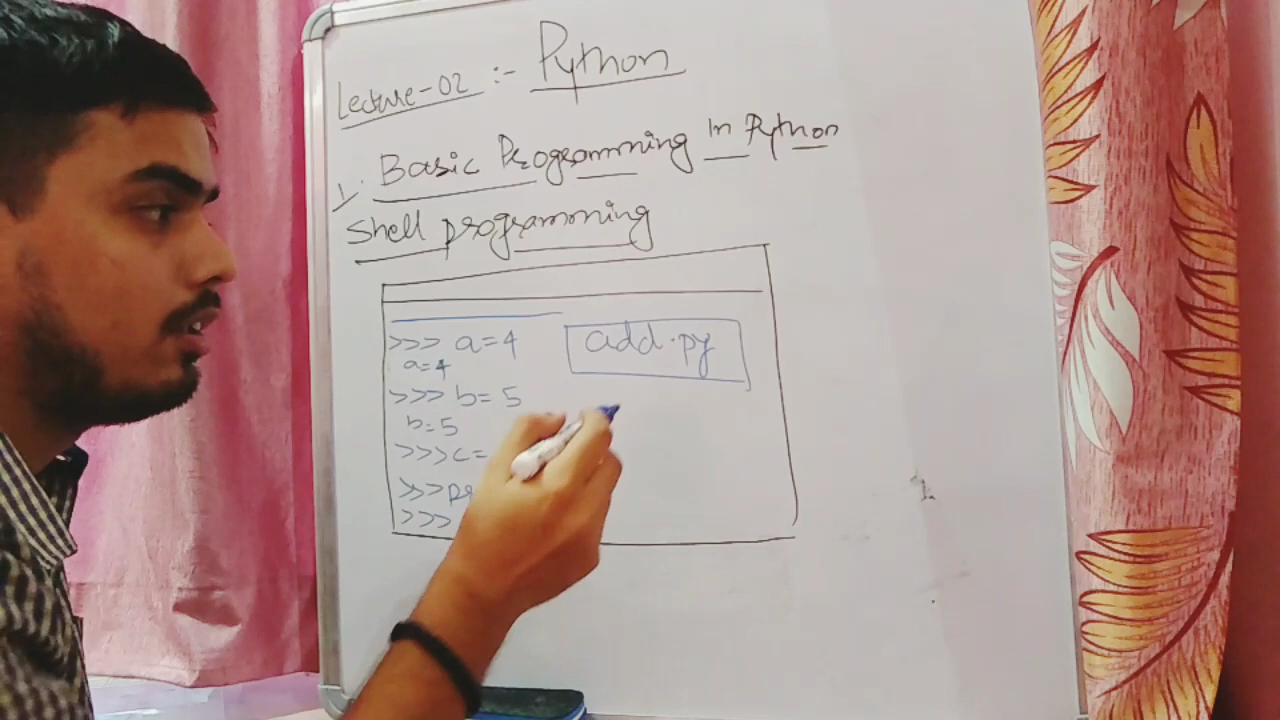 Lecture-02 :- Python
1. Basic Programming In Python
Shell programming
>>> a=4
a=4
>>> b= 5
b=5
>>> c=
>>>
add.py